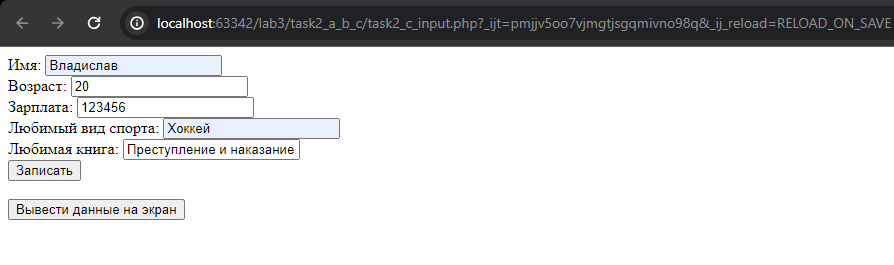 localhost:63342/lab3/task2_a_b_c/task2_c_input.php?_ijt=pmjjv5oo7vjmgtjsgqmivno98q&_ij_reload=RELOAD_ON_SAVE
Имя: Владислав
Возраст: 20
Зарплата: 123456
Любимый вид спорта: Хоккей
Любимая книга: Преступление и наказание
Записать
Вывести данные на экран